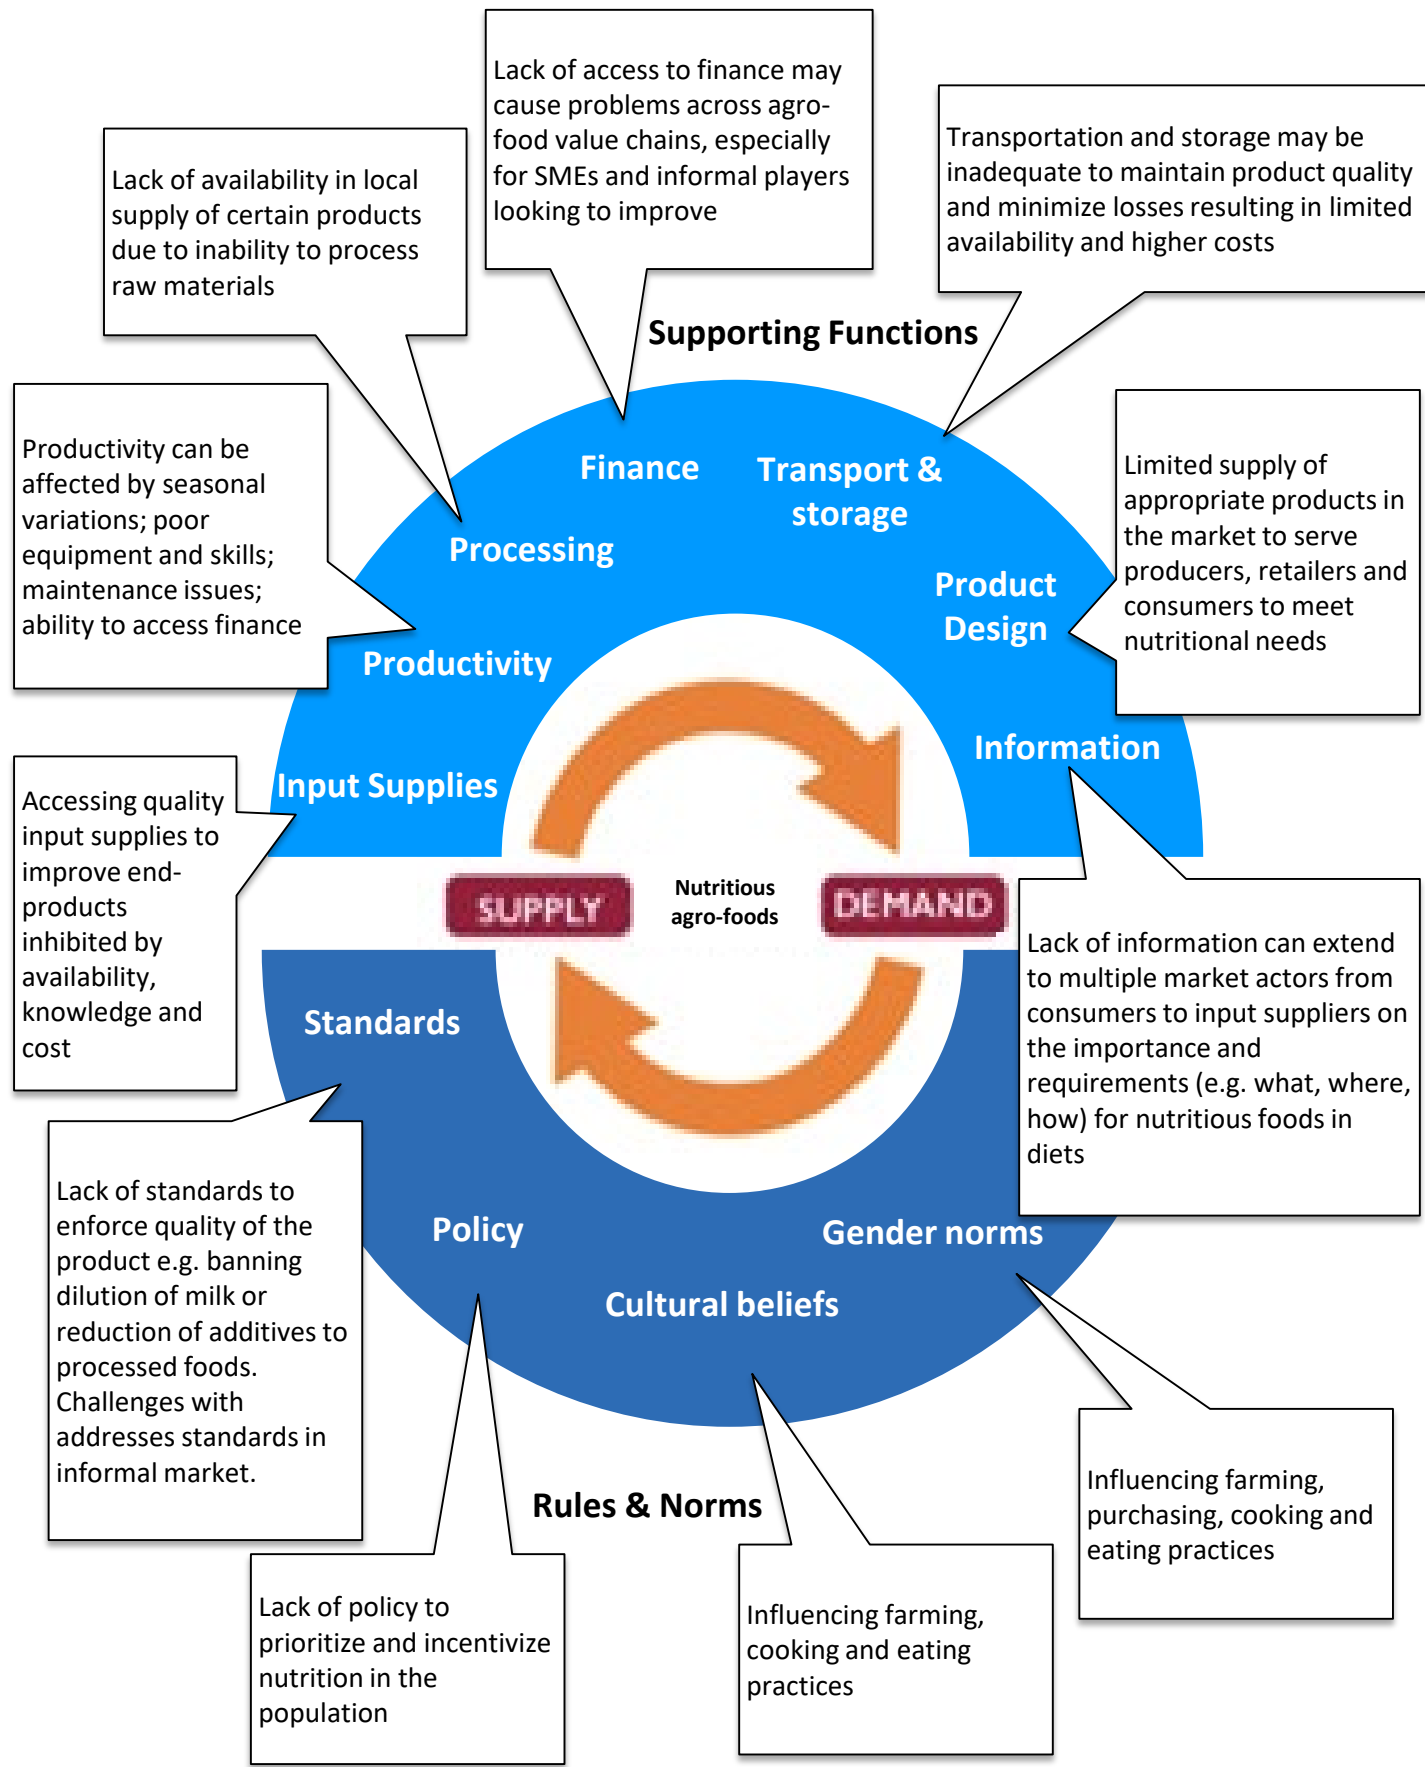 Lack of access to finance may
cause problems across agro-
food value chains, especially
for SMEs and informal players
looking to improve
Transportation and storage may be
inadequate to maintain product quality
and minimize losses resulting in limited
availability and higher costs
Lack of availability in local
supply of certain products
due to inability to process
raw materials
Supporting Functions
Productivity can be
affected by seasonal
variations; poor
equipment and skills;
maintenance issues;
ability to access finance
Limited supply of
appropriate products in
the market to serve
producers, retailers and
consumers to meet
nutritional needs
Finance
Transport &
storage
Processing
Product
Design
Productivity
Information
Input Supplies
Accessing quality
input supplies to
improve end-
products
inhibited by
availability,
knowledge and
cost
SUPPLY
Nutritious
agro-foods
DEMAND
Lack of information can extend
to multiple market actors from
consumers to input suppliers on
the importance and
requirements (e.g. what, where,
how) for nutritious foods in
diets
Standards
Policy
Gender norms
Cultural beliefs
Lack of standards to
enforce quality of the
product e.g. banning
dilution of milk or
reduction of additives to
processed foods.
Challenges with
addresses standards in
informal market.
Rules & Norms
Influencing farming,
purchasing, cooking and
eating practices
Lack of policy to
prioritize and incentivize
nutrition in the
population
Influencing farming,
cooking and eating
practices